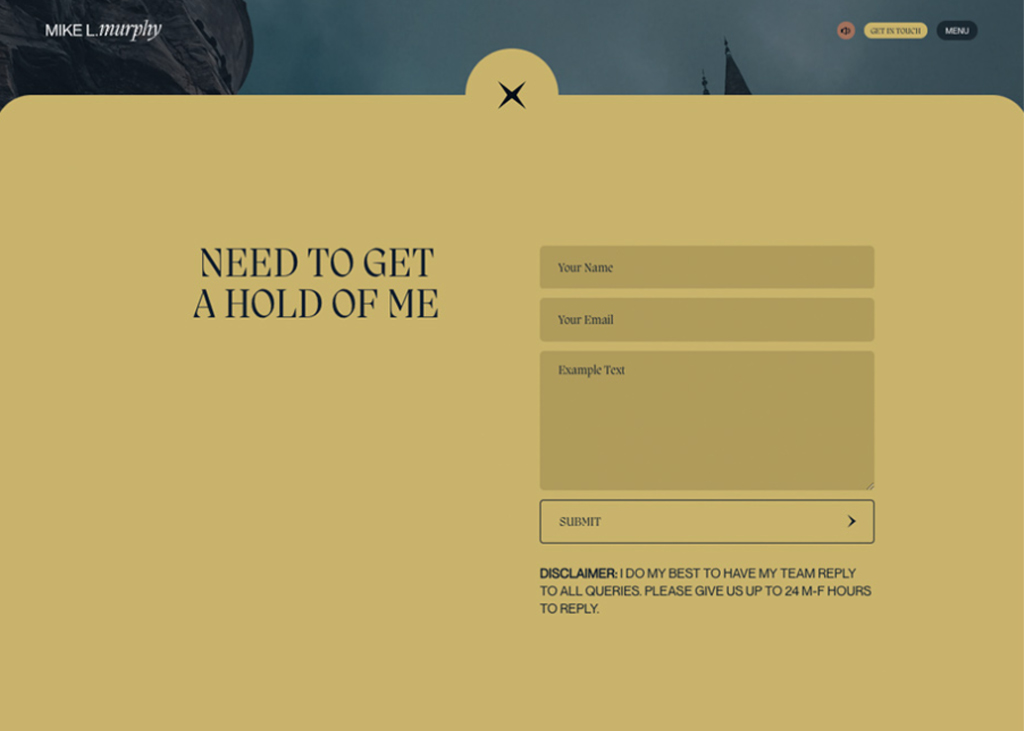 MIKE L.murphy
GET IN TOUCH
MENU
NEED TO GET
A HOLD OF ME
Your Name
Your Email
Example Text
SUBMIT
DISCLAIMER: I DO MY BEST TO HAVE MY TEAM REPLY
TO ALL QUERIES. PLEASE GIVE US UP TO 24 M-F HOURS
TO REPLY.